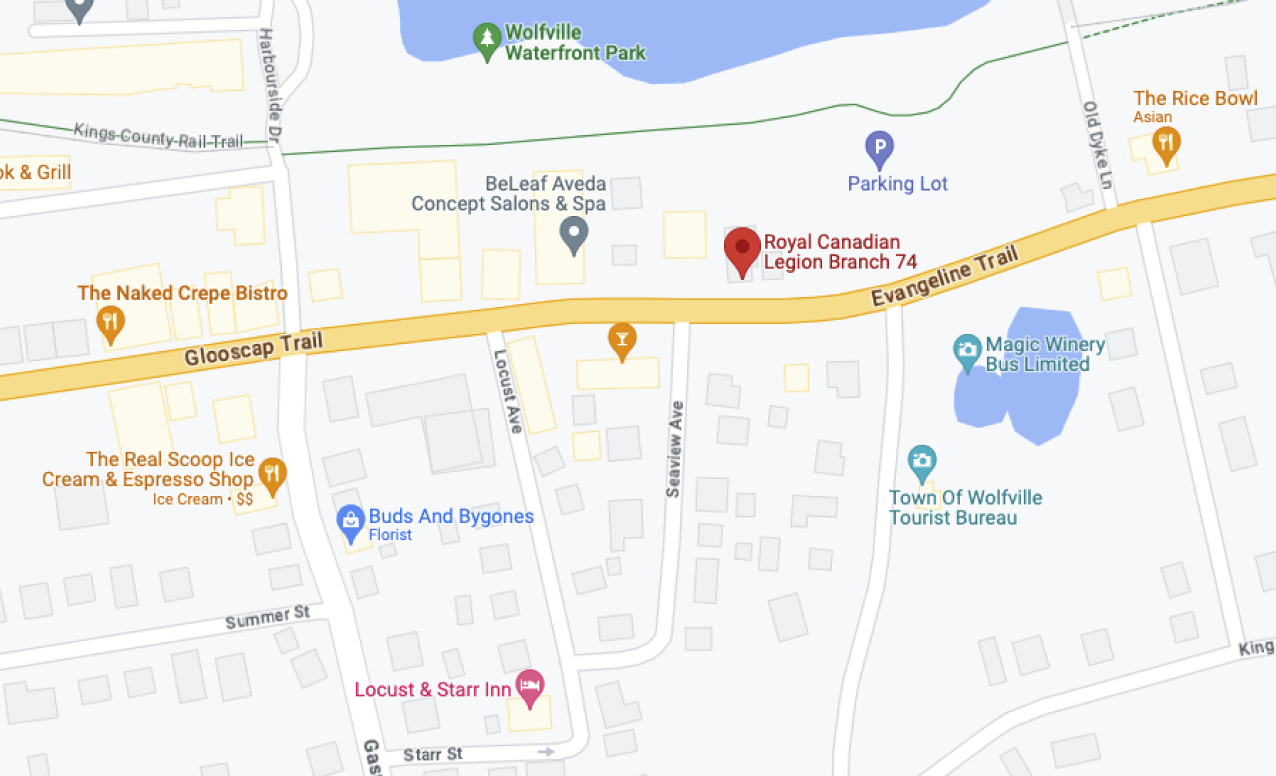 Wolfville
Waterfront Park
Harbourside Dr
The Rice Bowl
Asian
Old Dyke Ln
Kings-County-Rail-Trail
P
Parking Lot
& Grill
BeLeaf Aveda
Concept Salons & Spa
Royal Canadian
Legion Branch 74
Evangeline Trail
The Naked Crepe Bistro
Glooscap Trail
Magic Winery
Bus Limited
Locust Ave
Seaview Ave
The Real Scoop Ice
Cream & Espresso Shop
Ice Cream · $$
Town Of Wolfville
Tourist Bureau
Buds And Bygones
Florist
Summer St
King
Locust & Starr Inn
Starr St
Gas